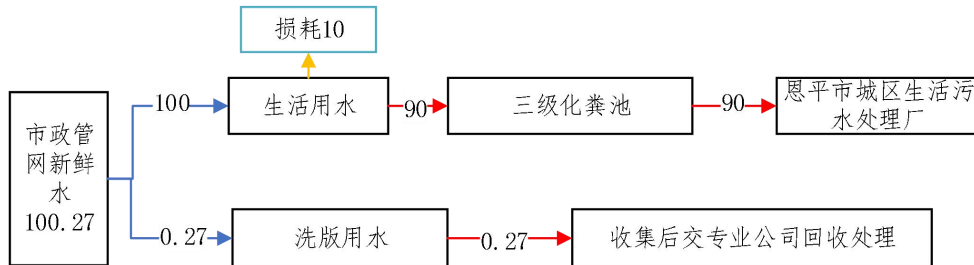 损耗10
市政管
网新鲜
水
100.27
100
生活用水
90
三级化粪池
90
恩平市城区生活污
水处理厂
0.27
洗版用水
0.27
收集后交专业公司回收处理